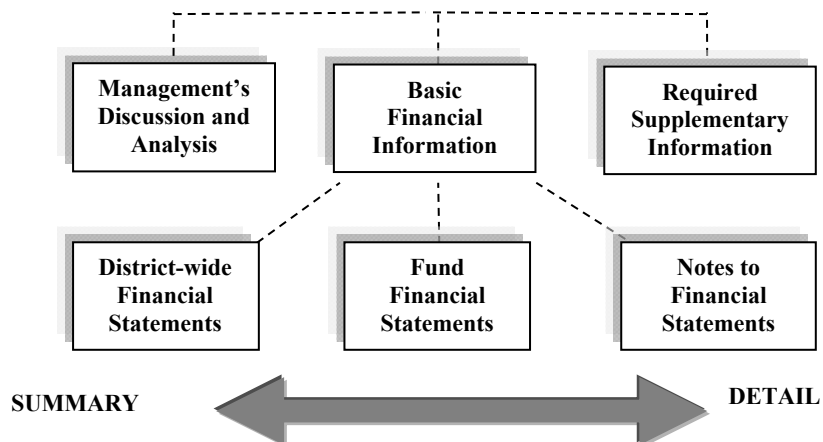 Management’s
Discussion and
Analysis
Basic
Financial
Information
Required
Supplementary
Information
District-wide
Financial
Statements
Fund
Financial
Statements
Notes to
Financial
Statements
SUMMARY
DETAIL